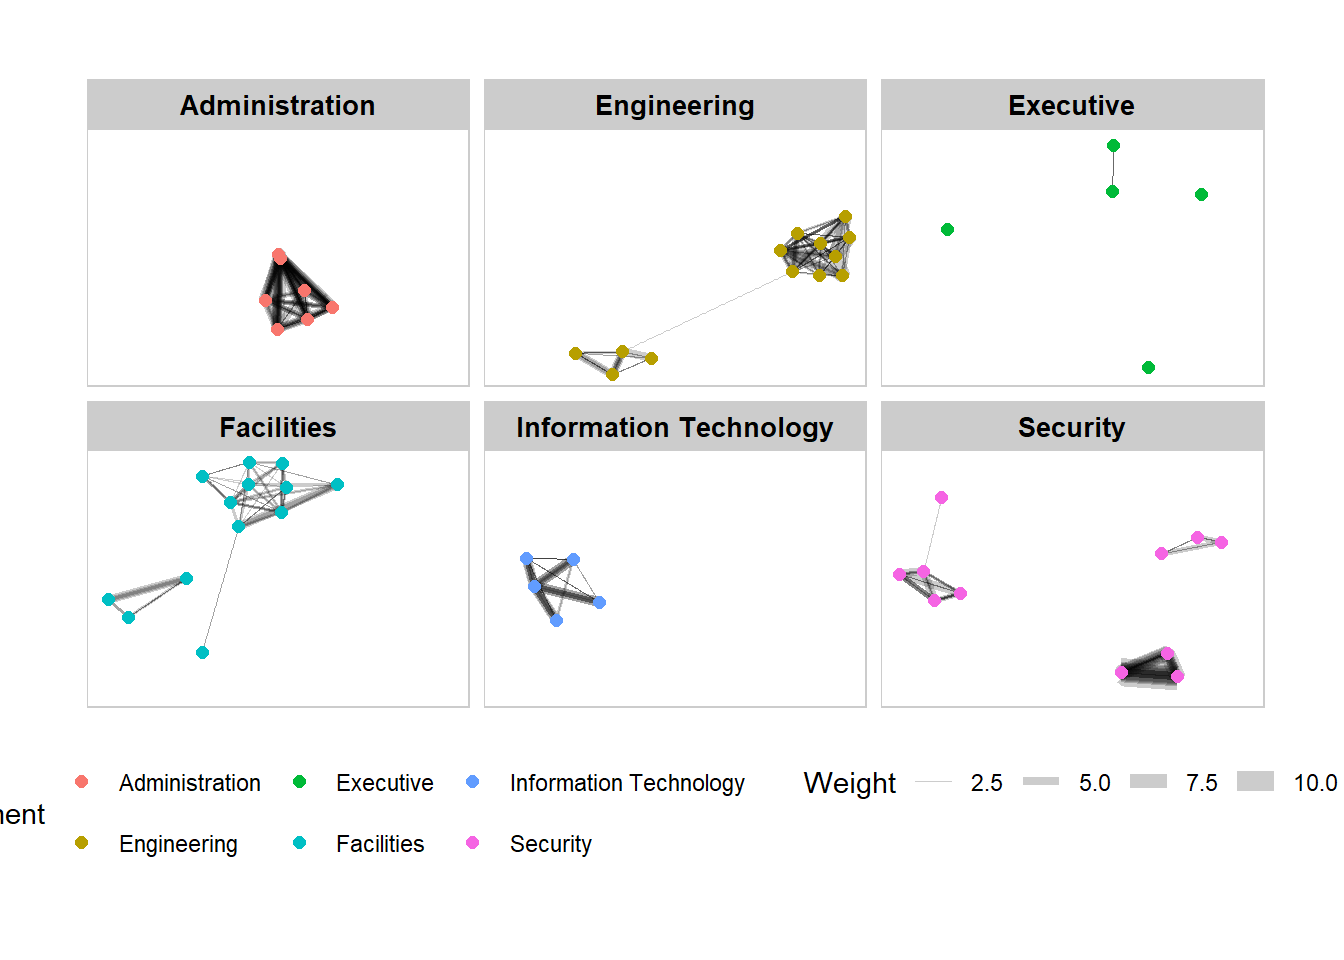 Administration
Engineering
Executive
Facilities
Information Technology
Security
Administration
Executive
Information Technology
Weight
2.5
5.0
7.5
10.0
Engineering
Facilities
Security